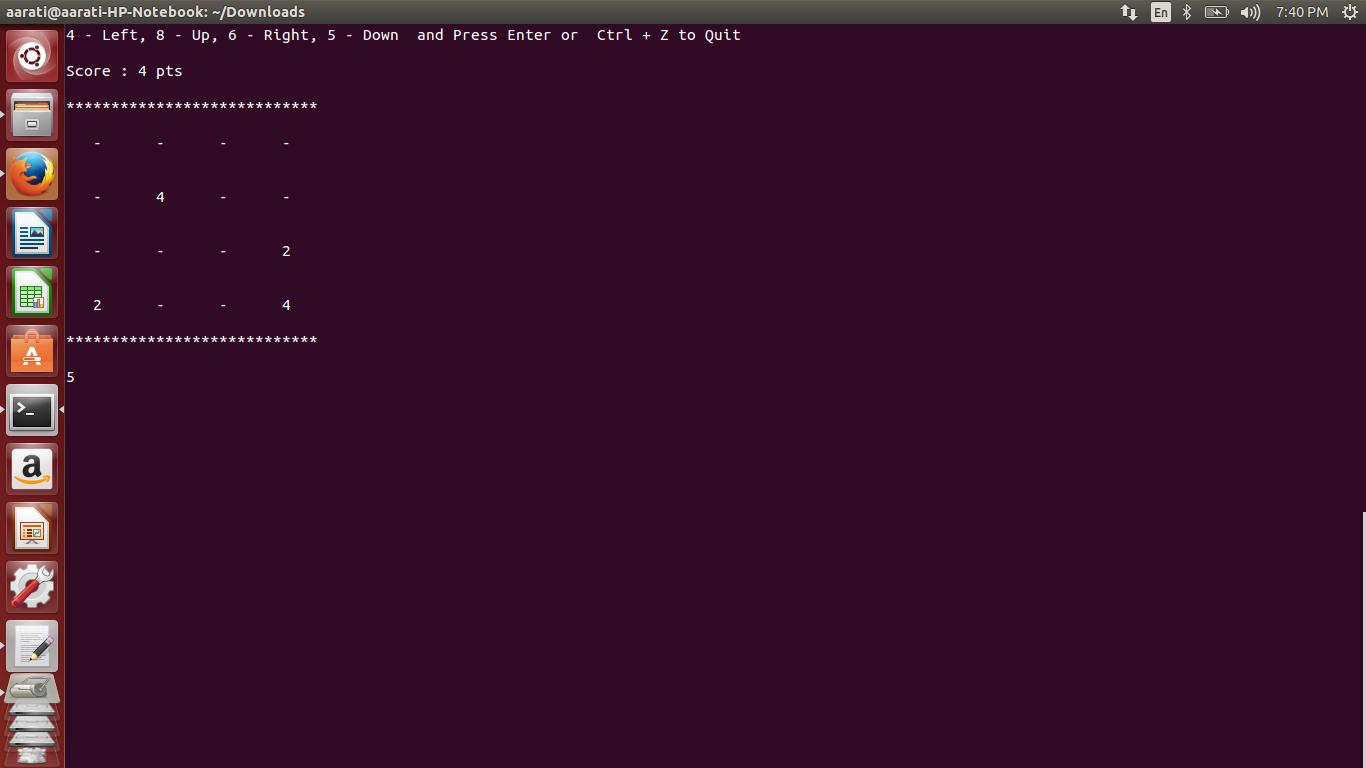 aarati@aarati-HP-Notebook: ~/Downloads
En
7:40 PM
4 - Left, 8 - Up, 6 - Right, 5 - Down  and Press Enter or  Ctrl + Z to Quit
Score : 4 pts
****************************
-      -      -      -
-      4      -      -
-      -      -      2
2      -      -      4
****************************
5